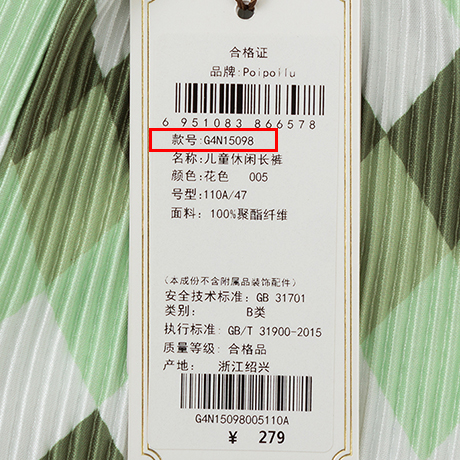 合格证
品牌:Poipoilu
6 951083 866578
款号:G4N15098
名称:儿童休闲长裤
颜色:花色 005
号型:110A/47
面料: 100%聚酯纤维
(本成份不含附属品装饰配件)
安全技术标准: GB 31701
类别: B类
执行标准: GB/T 31900-2015
质量等级: 合格品
产地: 浙江绍兴
G4N15098005110A
¥ 279